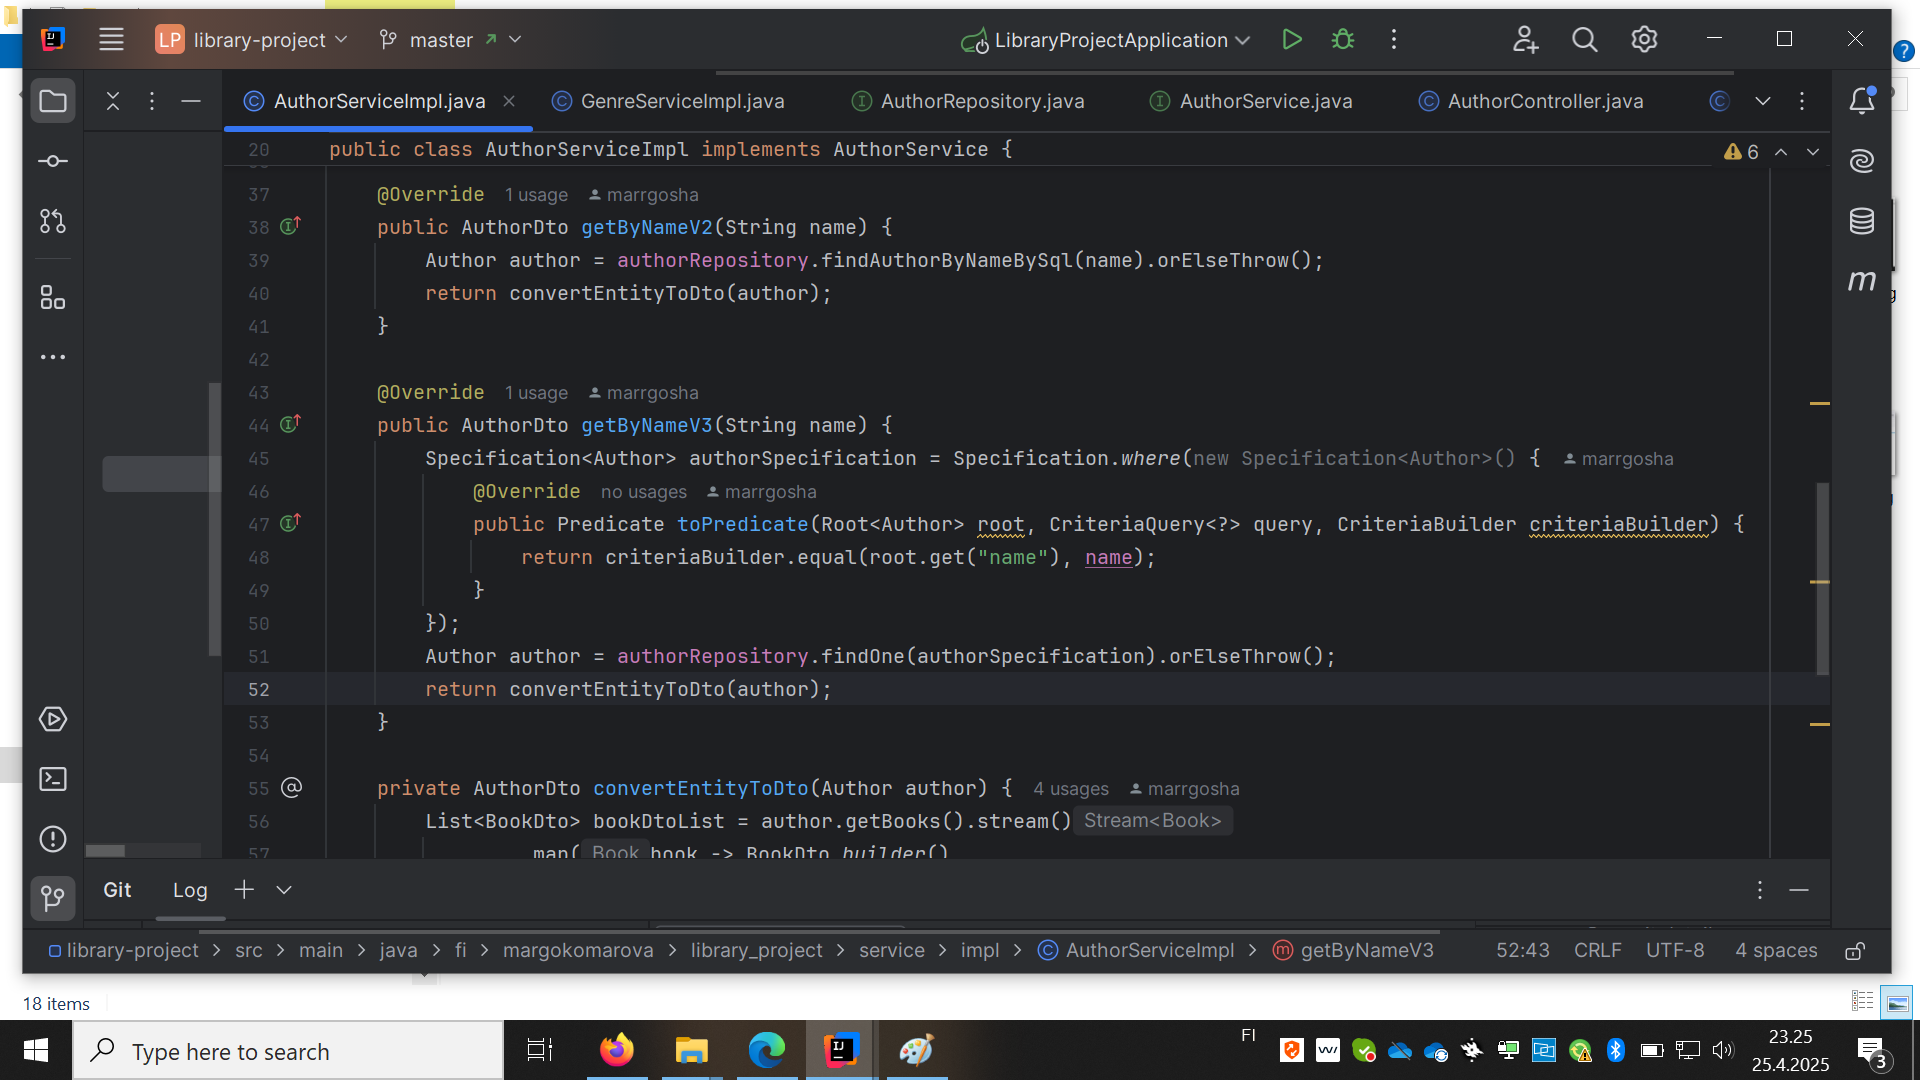 LP library-project master LibraryProjectApplication
AuthorServiceImpl.java GenreServiceImpl.java AuthorRepository.java AuthorService.java AuthorController.java
20 public class AuthorServiceImpl implements AuthorService { 6
37 @Override 1 usage marrgosha
38 public AuthorDto getByNameV2(String name) {
39 Author author = authorRepository.findAuthorByNameBySql(name).orElseThrow();
40 return convertEntityToDto(author);
41 }
42
43 @Override 1 usage marrgosha
44 public AuthorDto getByNameV3(String name) {
45 Specification<Author> authorSpecification = Specification.where(new Specification<Author>() { marrgosha
46 @Override no usages marrgosha
47 public Predicate toPredicate(Root<Author> root, CriteriaQuery<?> query, CriteriaBuilder criteriaBuilder) {
48 return criteriaBuilder.equal(root.get("name"), name);
49 }
50 });
51 Author author = authorRepository.findOne(authorSpecification).orElseThrow();
52 return convertEntityToDto(author);
53 }
54
55 private AuthorDto convertEntityToDto(Author author) { 4 usages marrgosha
56 List<BookDto> bookDtoList = author.getBooks().stream() Stream<Book>
57 .map( Book book -> BookDto.builder()
Git Log
library-project > src > main > java > fi > margokomarova > library_project > service > impl > AuthorServiceImpl > getByNameV3 52:43 CRLF UTF-8 4 spaces
18 items
Type here to search
FI
23.25
25.4.2025
3